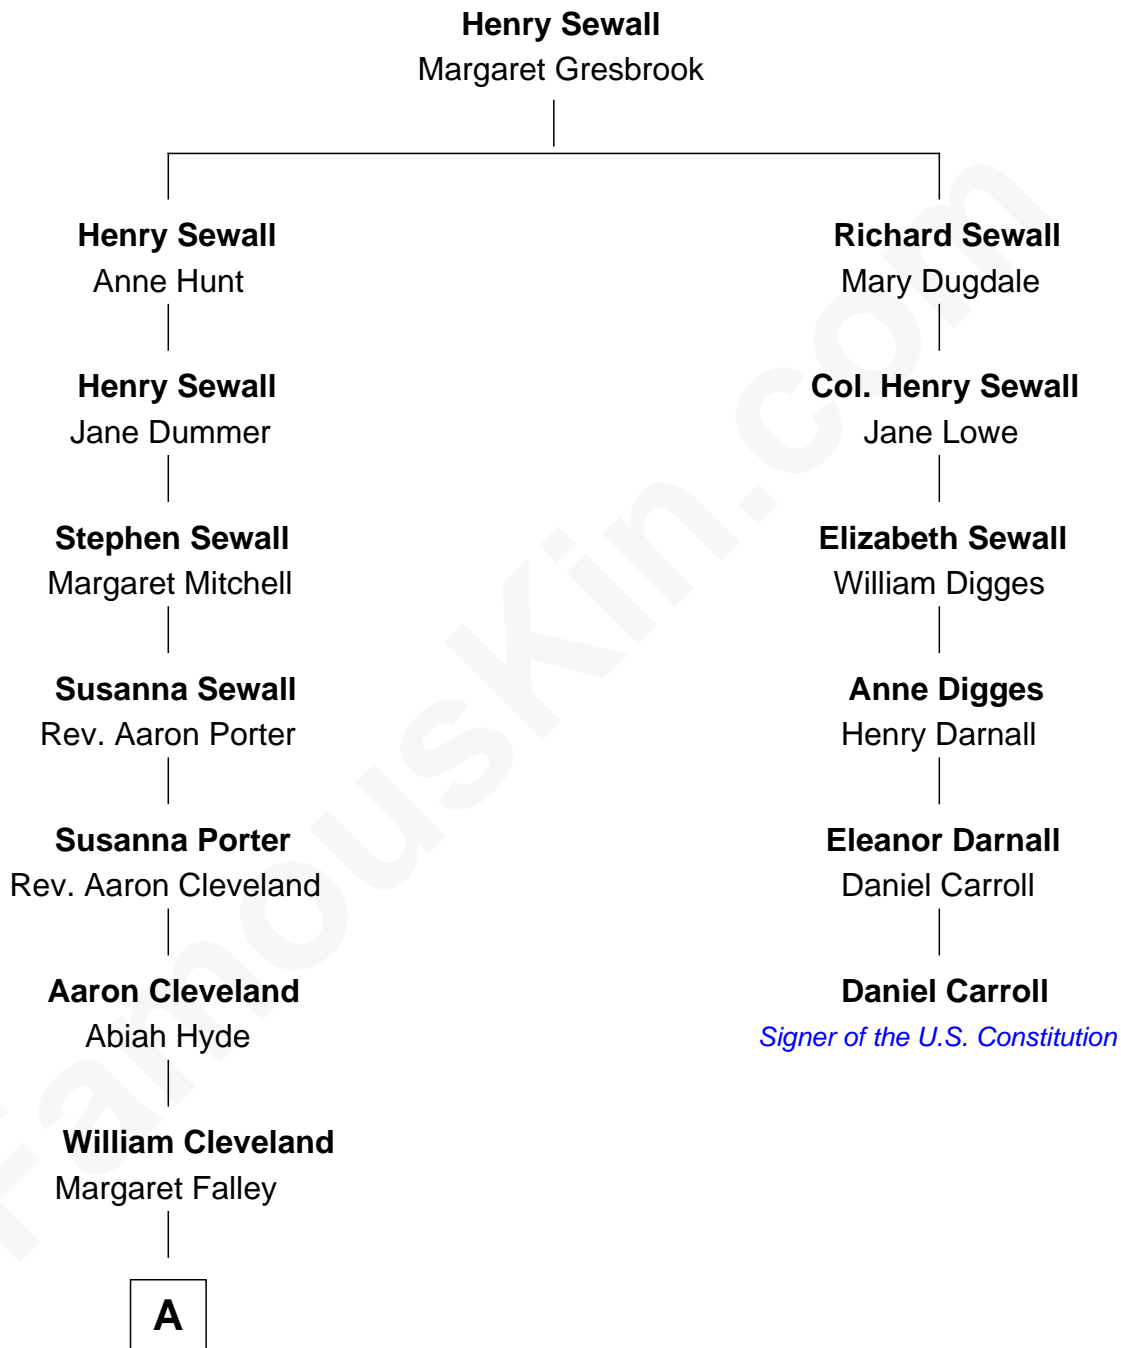 Henry Sewall
Margaret Gresbrook
Henry Sewall
Anne Hunt
Henry Sewall
Jane Dummer
Stephen Sewall
Margaret Mitchell
Susanna Sewall
Rev. Aaron Porter
Susanna Porter
Rev. Aaron Cleveland
Aaron Cleveland
Abiah Hyde
William Cleveland
Margaret Falley
A
Richard Sewall
Mary Dugdale
Col. Henry Sewall
Jane Lowe
Elizabeth Sewall
William Digges
Anne Digges
Henry Darnall
Eleanor Darnall
Daniel Carroll
Daniel Carroll
Signer of the U.S. Constitution
FamousKin.com